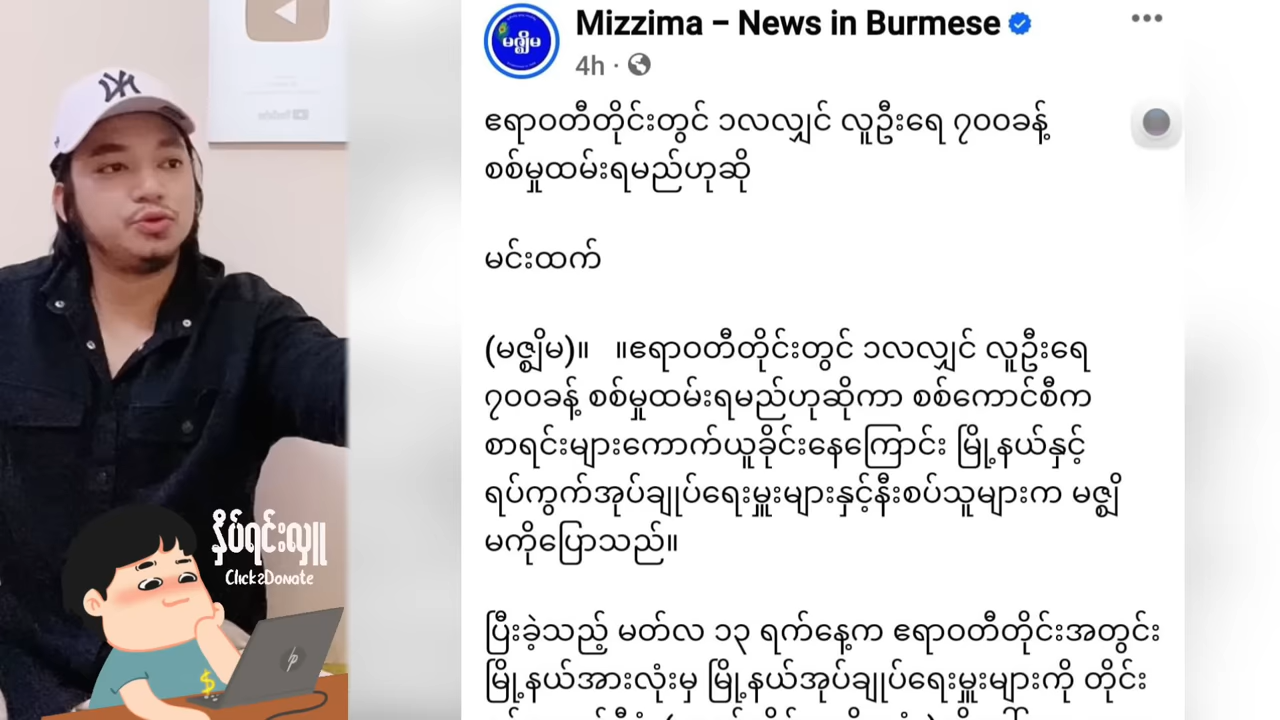 Mizzima – News in Burmese
မဇ္ဈိမ
4h
ဧရာဝတီတိုင်းတွင် ၁လလျှင် လူဦးရေ ၇၀၀ခန့်
စစ်မှုထမ်းရမည်ဟုဆို
မင်းထက်
(မဇ္ဈိမ)။ ။ဧရာဝတီတိုင်းတွင် ၁လလျှင် လူဦးရေ
၇၀၀ခန့် စစ်မှုထမ်းရမည်ဟုဆိုကာ စစ်ကောင်စီက
စာရင်းများကောက်ယူခိုင်းနေကြောင်း မြို့နယ်နှင့်
ရပ်ကွက်အုပ်ချုပ်ရေးမှူးများနှင့်နီးစပ်သူများက မဇ္ဈိ
မကိုပြောသည်။
ပြီးခဲ့သည့် မတ်လ ၁၃ ရက်နေ့က ဧရာဝတီတိုင်းအတွင်း
မြို့နယ်အားလုံးမှ မြို့နယ်အုပ်ချုပ်ရေးမှူးများကို တိုင်း
နှိပ်ရင်းလှူ
Click2Donate
hp